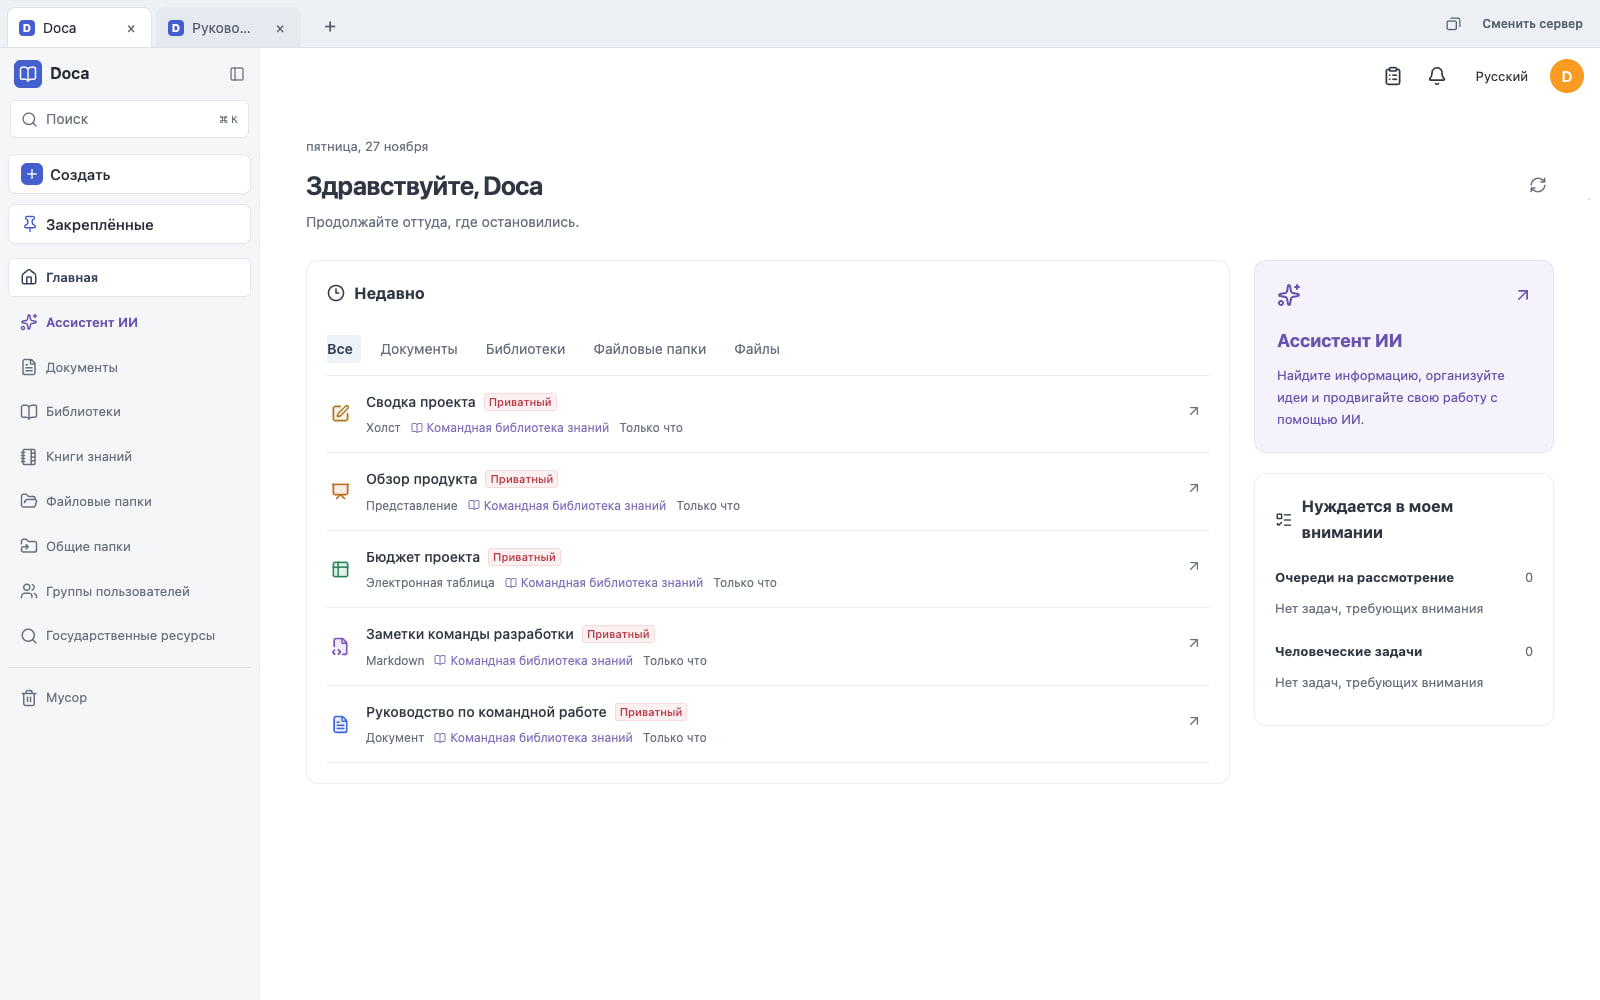 Doca
Руково...
Сменить сервер
Doca
Поиск
⌘ K
Создать
Закреплённые
Главная
Ассистент ИИ
Документы
Библиотеки
Книги знаний
Файловые папки
Общие папки
Группы пользователей
Государственные ресурсы
Мусор
Русский
D
пятница, 27 ноября
Здравствуйте, Doca
Продолжайте оттуда, где остановились.
Недавно
Все Документы Библиотеки Файловые папки Файлы
Сводка проекта Приватный
Холст Командная библиотека знаний Только что
Обзор продукта Приватный
Представление Командная библиотека знаний Только что
Бюджет проекта Приватный
Электронная таблица Командная библиотека знаний Только что
Заметки команды разработки Приватный
Markdown Командная библиотека знаний Только что
Руководство по командной работе Приватный
Документ Командная библиотека знаний Только что
Ассистент ИИ
Найдите информацию, организуйте
идеи и продвигайте свою работу с
помощью ИИ.
Нуждается в моем
внимании
Очереди на рассмотрение 0
Нет задач, требующих внимания
Человеческие задачи 0
Нет задач, требующих внимания